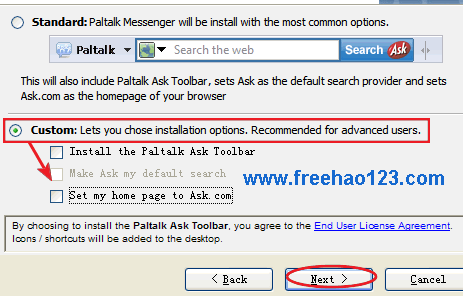 Standard: Paltalk Messenger will be install with the most common options.
Paltalk Search the web Search Ask
This will also include Paltalk Ask Toolbar, sets Ask as the default search provider and sets
Ask.com as the homepage of your browser
Custom: Lets you chose installation options. Recommended for advanced users.
Install the Paltalk Ask Toolbar
Make Ask my default search
www.freehao123.com
Set my home page to Ask.com
By choosing to install the Paltalk Ask Toolbar, you agree to the End User License Agreement.
Icons / shortcuts will be added to the desktop.
< Back Next > Cancel